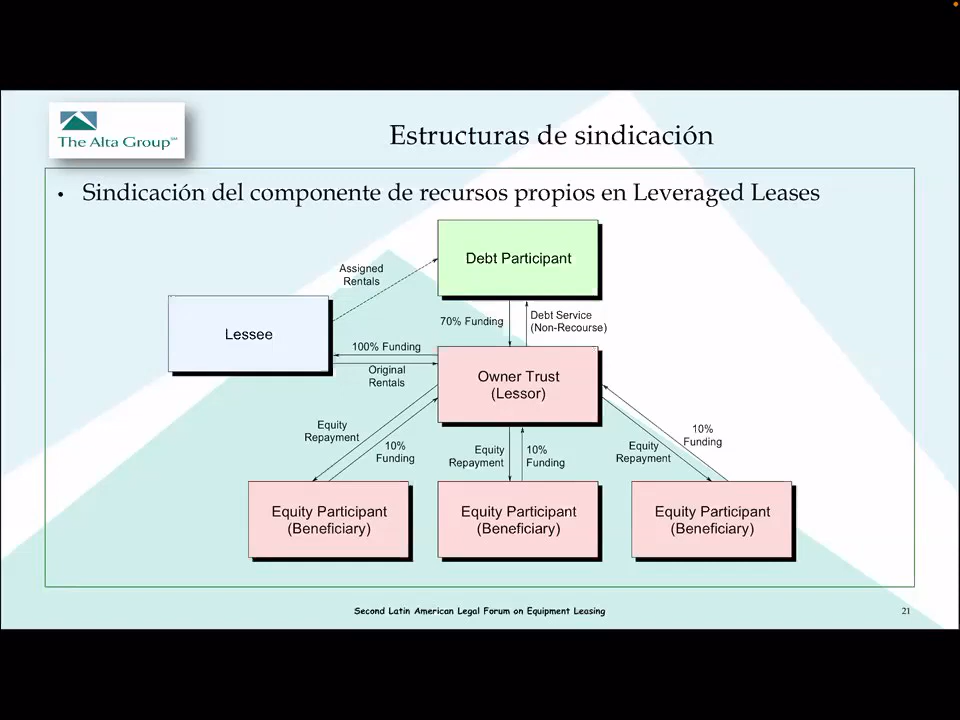 The Alta Group℠
Estructuras de sindicación
• Sindicación del componente de recursos propios en Leveraged Leases
Debt Participant
Assigned
Rentals
Lessee
70% Funding
Debt Service
(Non-Recourse)
100% Funding
Original
Rentals
Owner Trust
(Lessor)
Equity
Repayment
10%
Funding
Equity
Repayment
10%
Funding
Equity
Repayment
10%
Funding
Equity Participant
(Beneficiary)
Equity Participant
(Beneficiary)
Equity Participant
(Beneficiary)
Second Latin American Legal Forum on Equipment Leasing
21